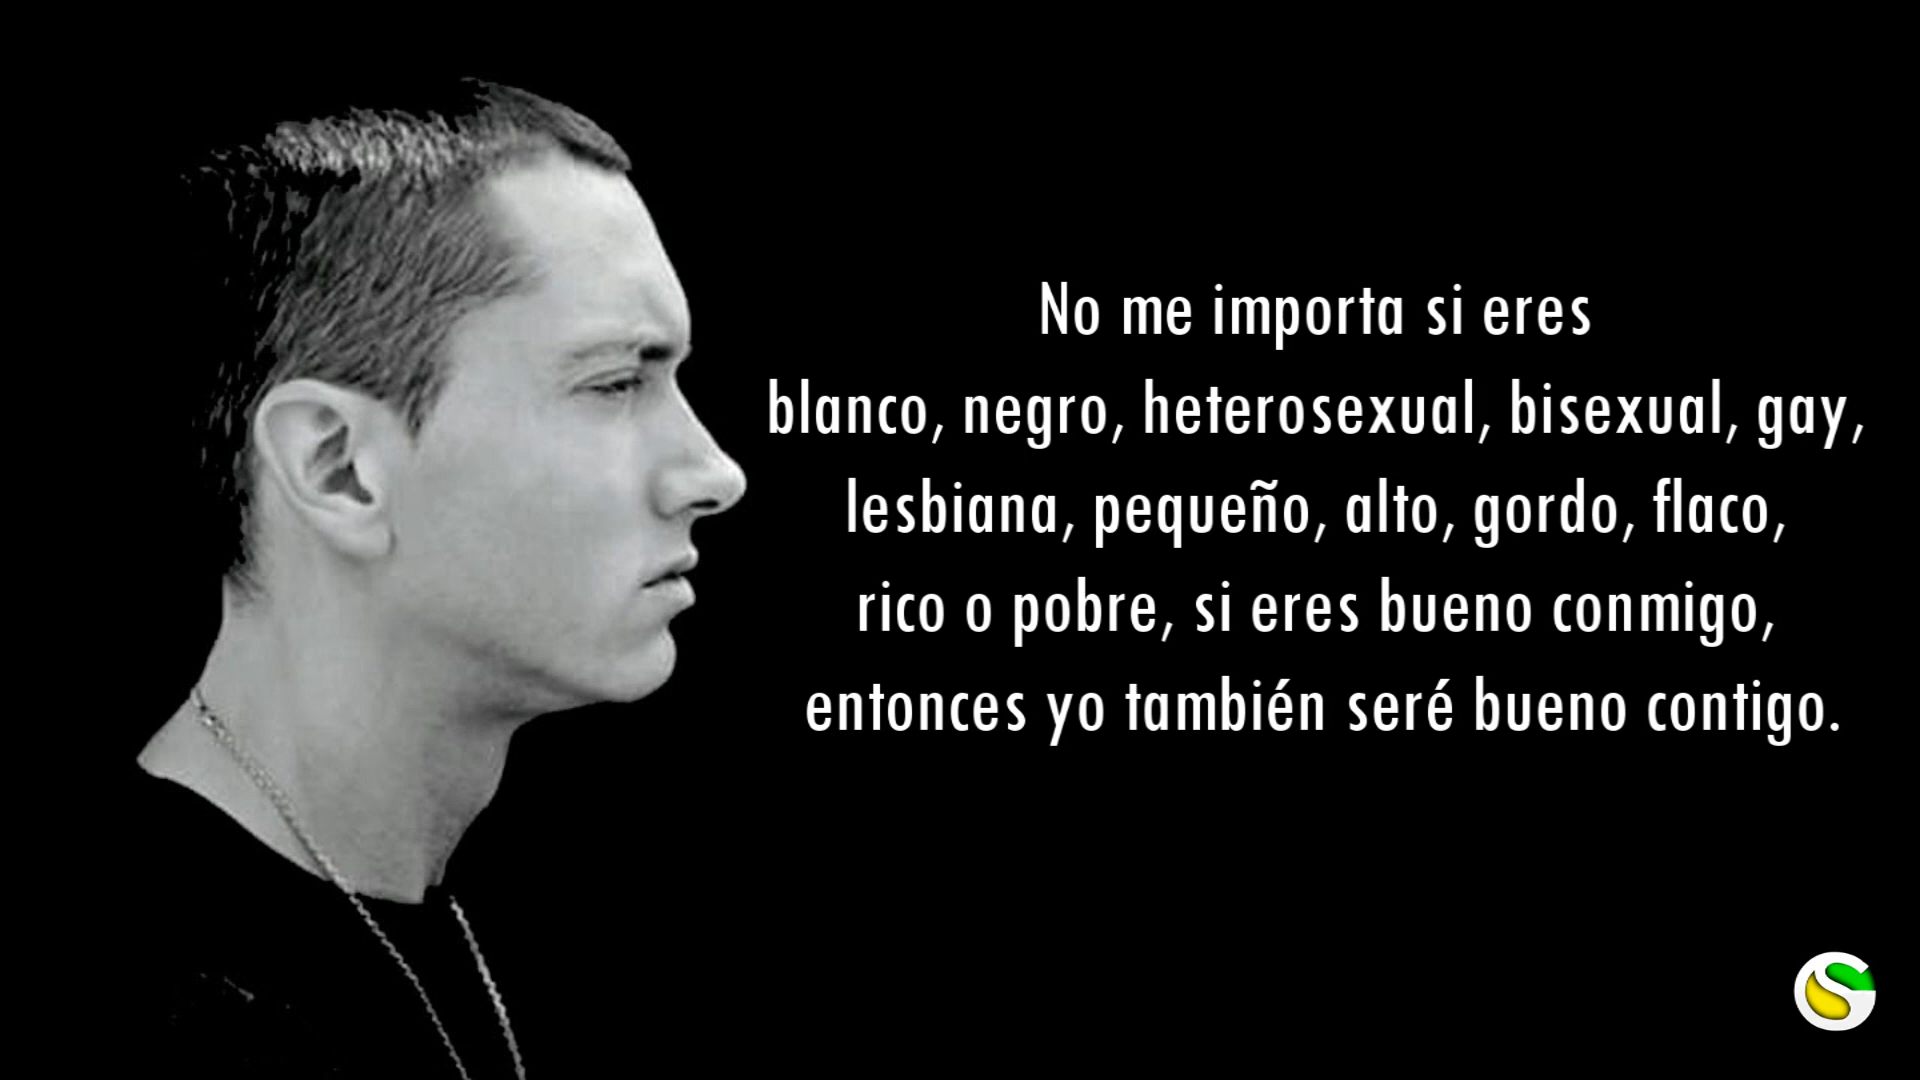 No me importa si eres
blanco, negro, heterosexual, bisexual, gay,
lesbiana, pequeño, alto, gordo, flaco,
rico o pobre, si eres bueno conmigo,
entonces yo también seré bueno contigo.